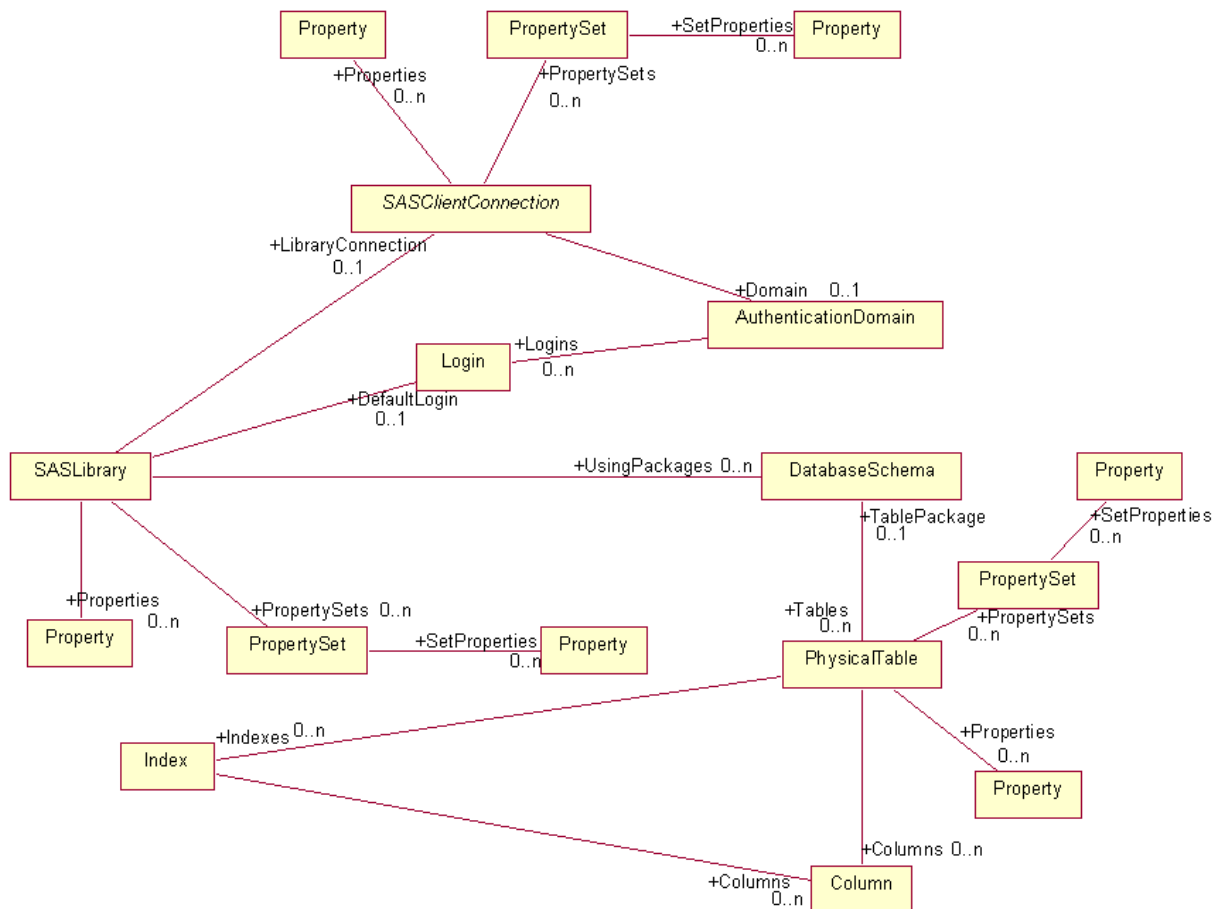 Property
PropertySet
+SetProperties
0..n
Property
+Properties
0..n
+PropertySets
0..n
SASClientConnection
+LibraryConnection
0..1
+Domain 0..1
AuthenticationDomain
+Logins
0..n
Login
+DefaultLogin
0..1
SASLibrary
+UsingPackages 0..n
DatabaseSchema
Property
+TablePackage
0..1
+SetProperties
0..n
PropertySet
+Properties
0..n
Property
+PropertySets 0..n
PropertySet
+SetProperties
0..n
Property
+Tables
0..n
+PropertySets
0..n
PhysicalTable
+Indexes 0..n
Index
+Properties
0..n
Property
+Columns 0..n
+Columns
0..n
Column